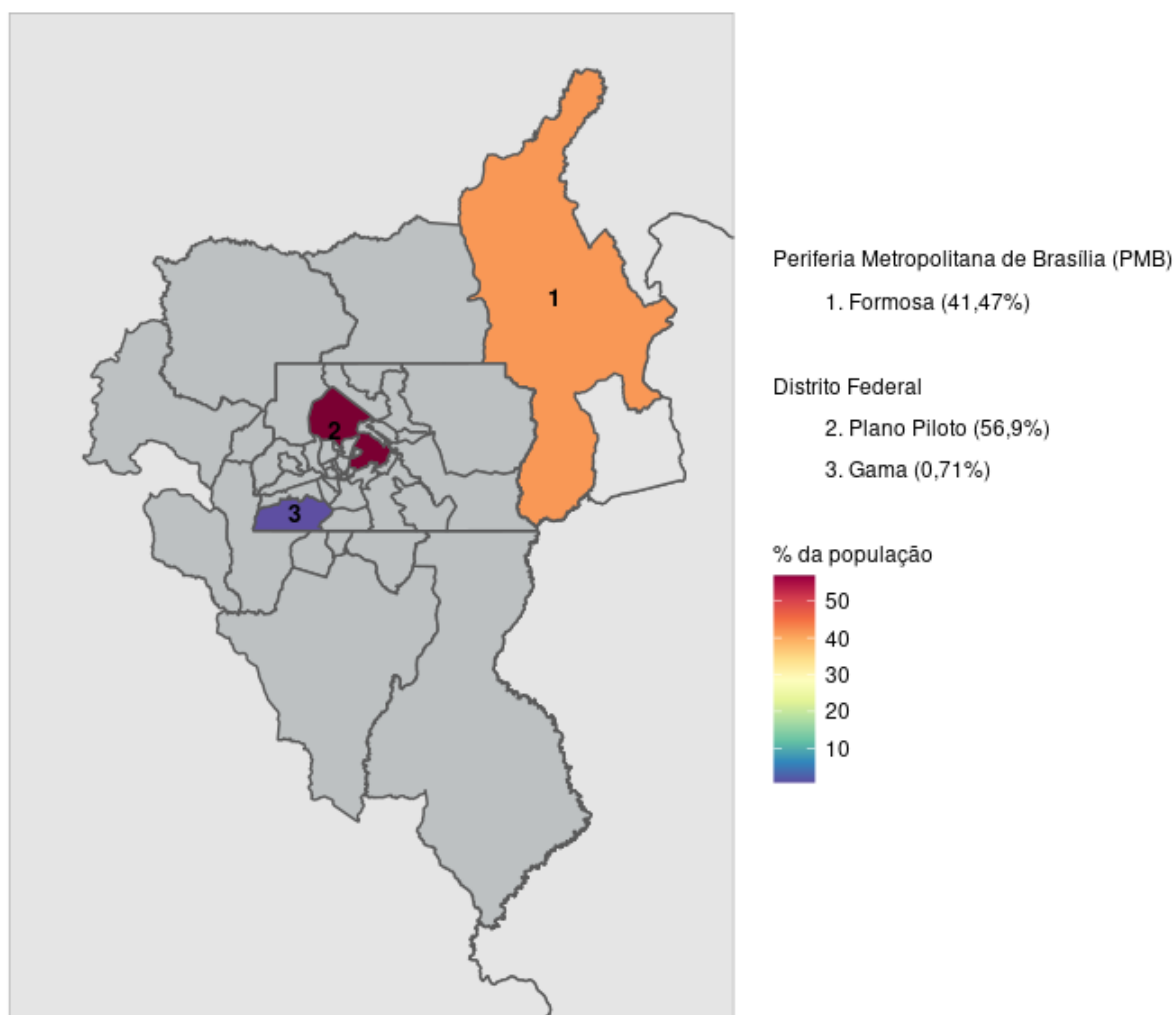 1
2
3
Periferia Metropolitana de Brasília (PMB)
1. Formosa (41,47%)
Distrito Federal
2. Plano Piloto (56,9%)
3. Gama (0,71%)
% da população
50
40
30
20
10